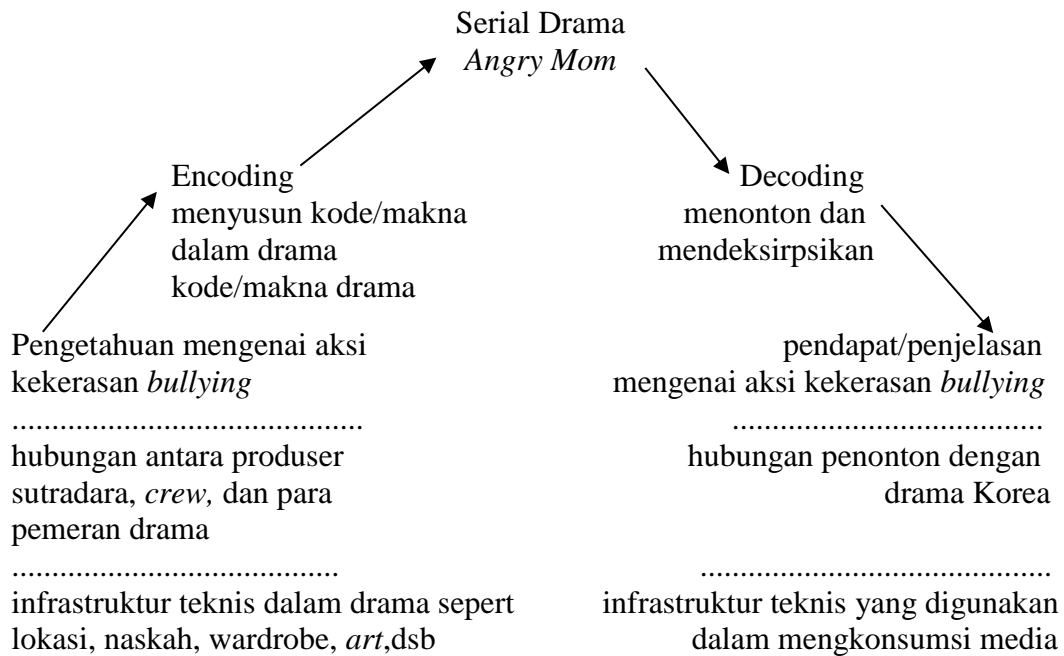 Serial Drama
Angry Mom
Encoding
menyusun kode/makna
dalam drama
kode/makna drama
Decoding
menonton dan
mendeksirpsikan
Pengetahuan mengenai aksi
kekerasan bullying
............................................
hubungan antara produser
sutradara, crew, dan para
pemeran drama
.........................................
infrastruktur teknis dalam drama sepert
lokasi, naskah, wardrobe, art,dsb
pendapat/penjelasan
mengenai aksi kekerasan bullying
.......................................
hubungan penonton dengan
drama Korea
............................................
infrastruktur teknis yang digunakan
dalam mengkonsumsi media